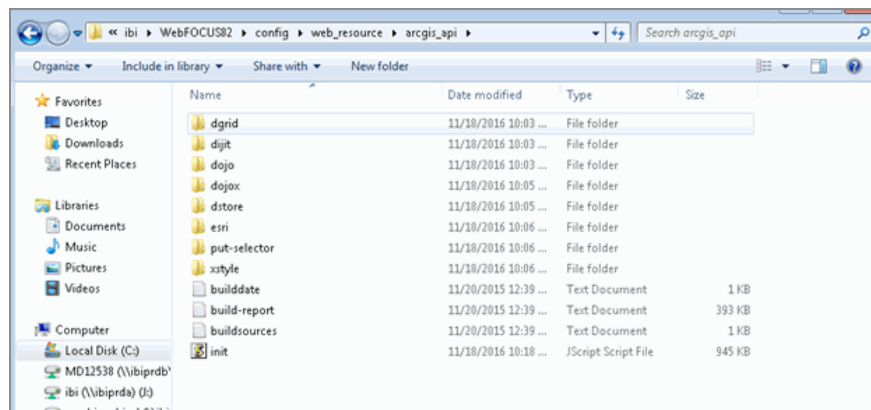 « ibi ▸ WebFOCUS82 ▸ config ▸ web_resource ▸ arcgis_api ▸ Search arcgis_api
Organize Include in library Share with New folder
Favorites
Desktop
Downloads
Recent Places
Libraries
Documents
Music
Pictures
Videos
Computer
Local Disk (C:)
MD12538 (\\ibiprdb\
ibi (\\ibiprda) (J:)
Name Date modified Type Size
dgrid 11/18/2016 10:03 ... File folder
dijit 11/18/2016 10:03 ... File folder
dojo 11/18/2016 10:03 ... File folder
dojox 11/18/2016 10:05 ... File folder
dstore 11/18/2016 10:05 ... File folder
esri 11/18/2016 10:06 ... File folder
put-selector 11/18/2016 10:06 ... File folder
xstyle 11/18/2016 10:06 ... File folder
builddate 11/20/2015 12:39 ... Text Document 1 KB
build-report 11/20/2015 12:39 ... Text Document 393 KB
buildsources 11/20/2015 12:39 ... Text Document 1 KB
init 11/18/2016 10:18 ... JScript Script File 945 KB